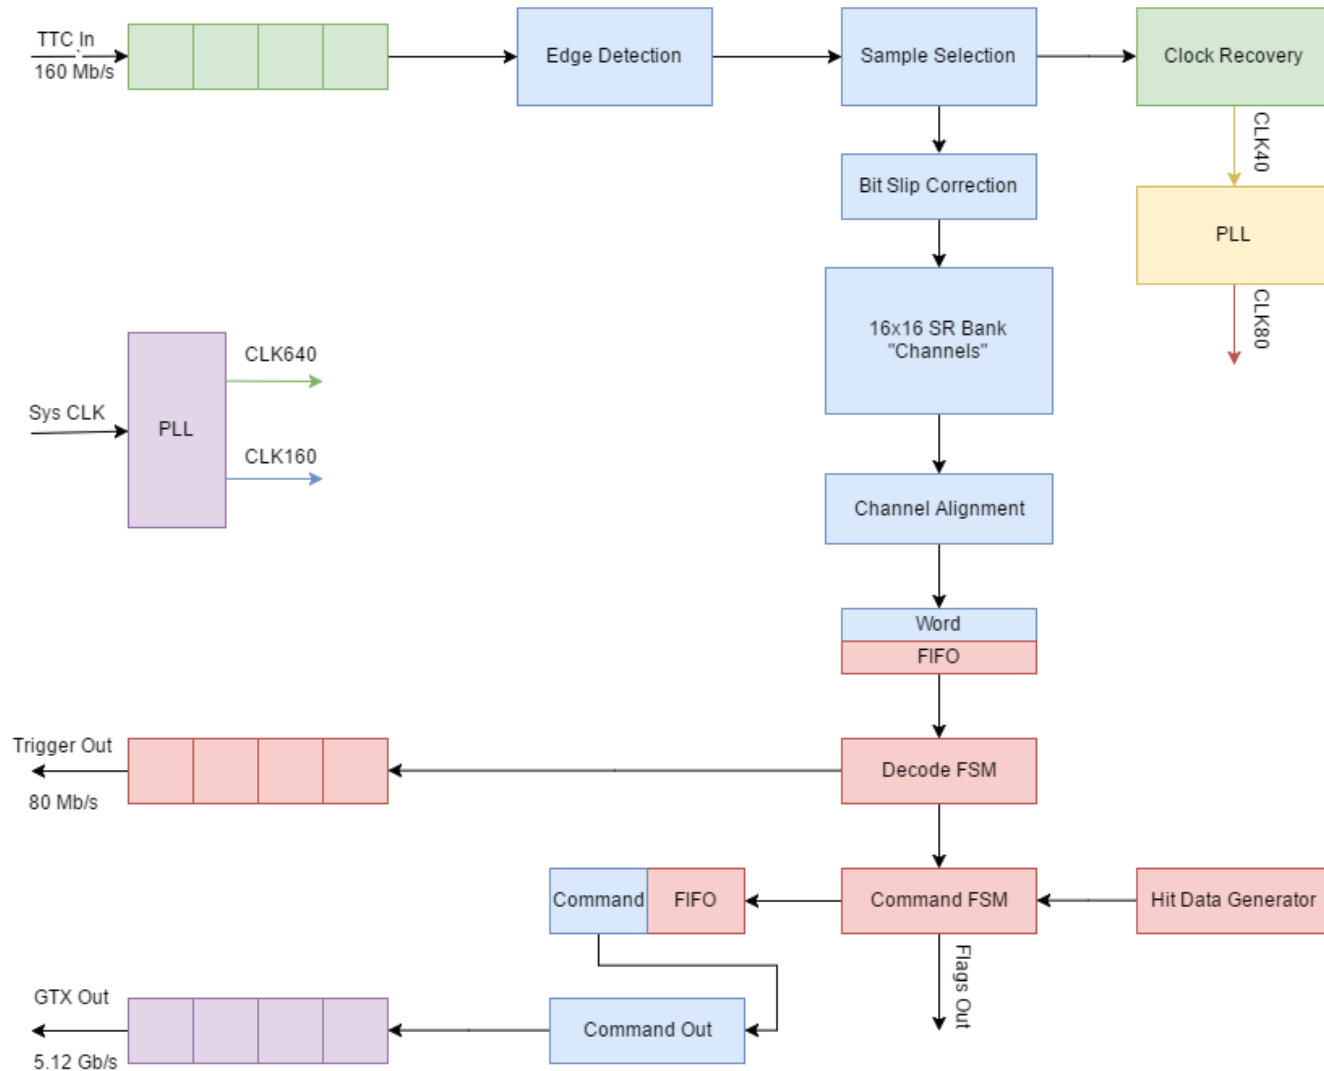 TTC In
160 Mb/s
Edge Detection
Sample Selection
Clock Recovery
CLK40
Bit Slip Correction
PLL
CLK80
16x16 SR Bank
"Channels"
CLK640
Sys CLK
PLL
CLK160
Channel Alignment
Word
FIFO
Trigger Out
80 Mb/s
Decode FSM
Command
FIFO
Command FSM
Hit Data Generator
Flags Out
GTX Out
5.12 Gb/s
Command Out